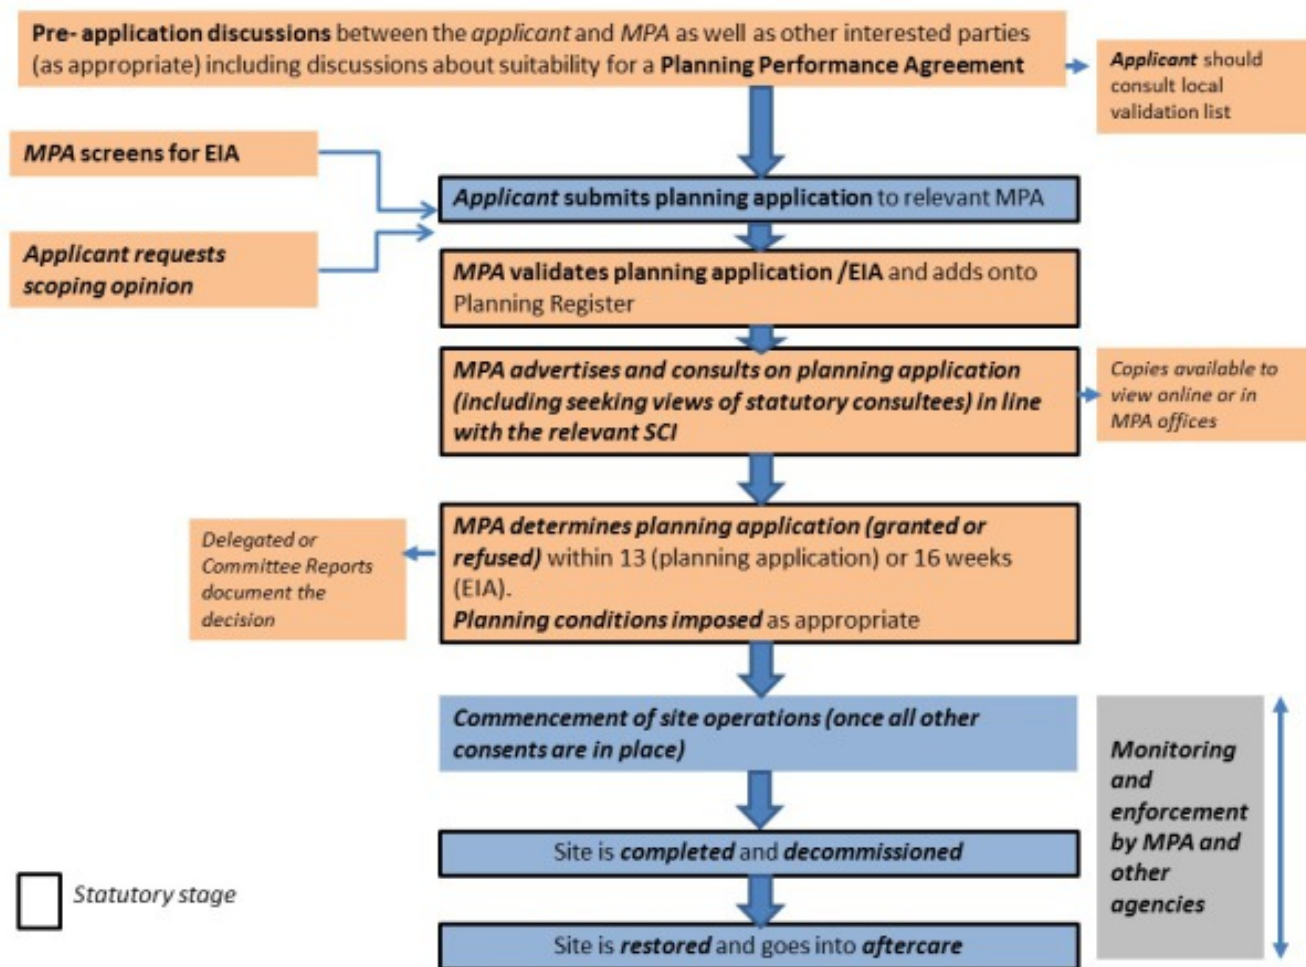 Pre- application discussions between the applicant and MPA as well as other interested parties
(as appropriate) including discussions about suitability for a Planning Performance Agreement
Applicant should
consult local
validation list
MPA screens for EIA
Applicant submits planning application to relevant MPA
Applicant requests
scoping opinion
MPA validates planning application /EIA and adds onto
Planning Register
MPA advertises and consults on planning application
(including seeking views of statutory consultees) in line
with the relevant SCI
Copies available to
view online or in
MPA offices
MPA determines planning application (granted or
refused) within 13 (planning application) or 16 weeks
(EIA).
Planning conditions imposed as appropriate
Delegated or
Committee Reports
document the
decision
Commencement of site operations (once all other
consents are in place)
Monitoring
and
enforcement
by MPA and
other
agencies
Site is completed and decommissioned
Statutory stage
Site is restored and goes into aftercare